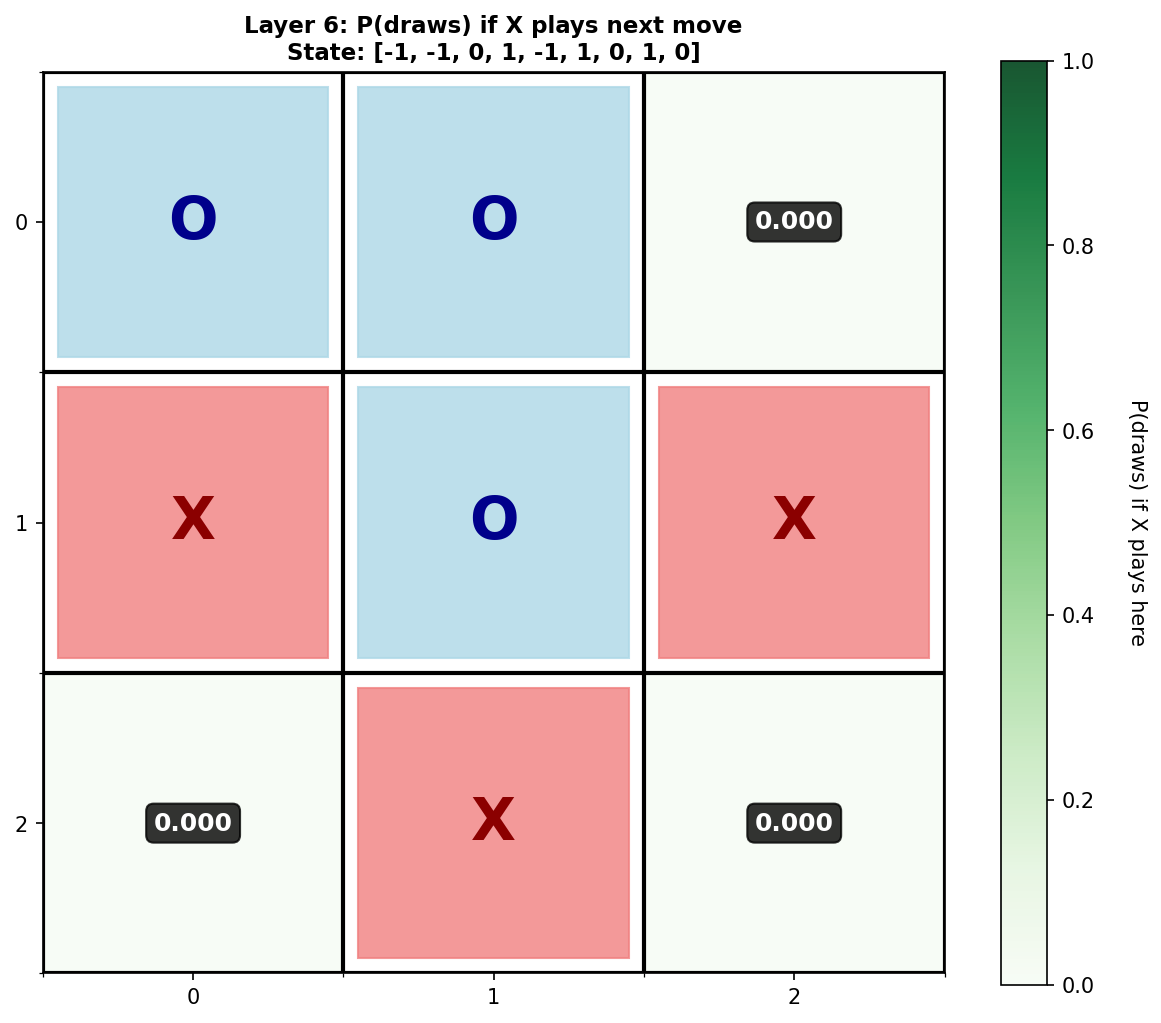 Layer 6: P(draws) if X plays next move
State: [-1, -1, 0, 1, -1, 1, 0, 1, 0]
0
O
O
0.000
1
X
O
X
2
0.000
X
0.000
0
1
2
1.0
0.8
0.6
0.4
0.2
0.0
P(draws) if X plays here